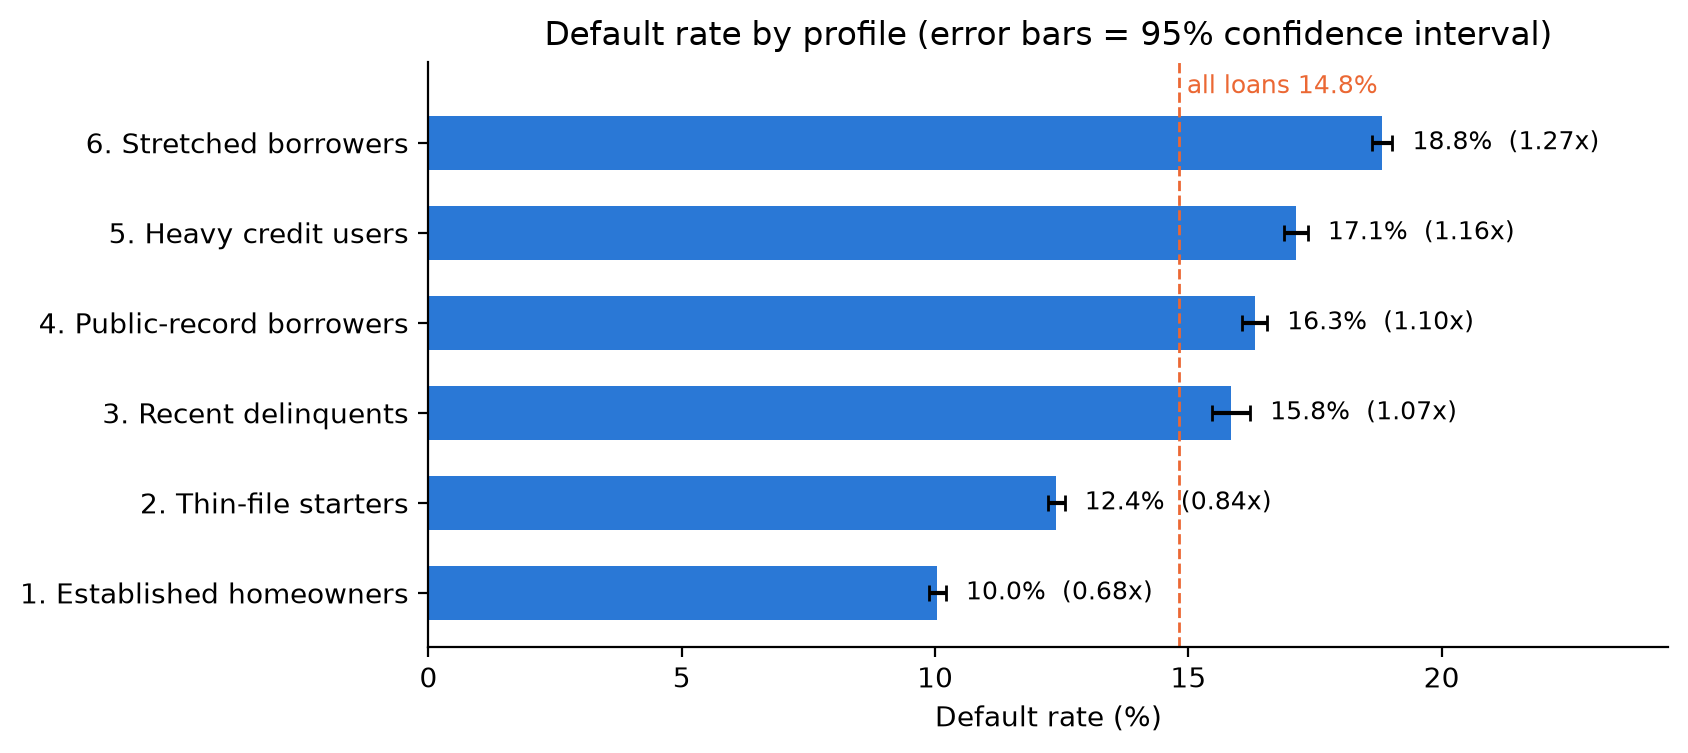 Default rate by profile (error bars = 95% confidence interval)
all loans 14.8%
6. Stretched borrowers 18.8% (1.27x)
5. Heavy credit users 17.1% (1.16x)
4. Public-record borrowers 16.3% (1.10x)
3. Recent delinquents 15.8% (1.07x)
2. Thin-file starters 12.4% (0.84x)
1. Established homeowners 10.0% (0.68x)
0 5 10 15 20
Default rate (%)